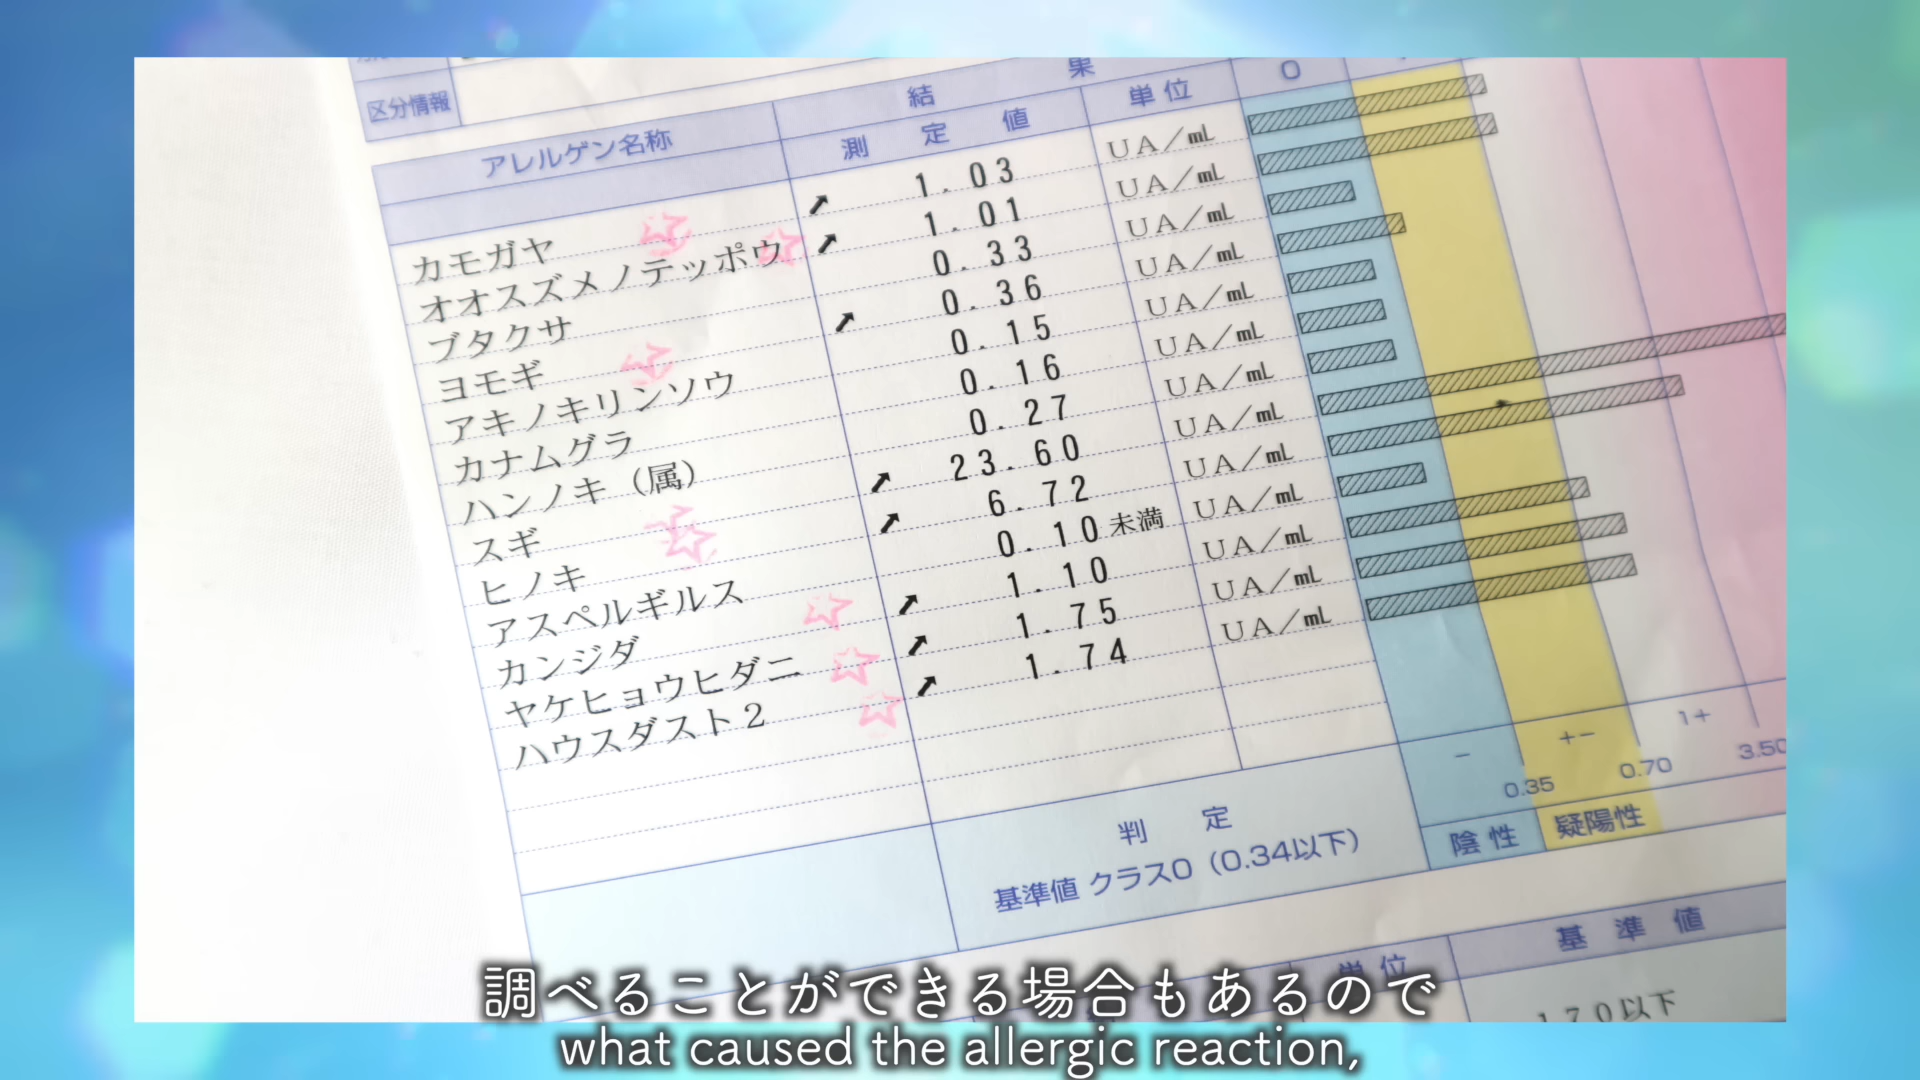 区分情報
アレルゲン名称
結 果
測 定 値
単 位
0
カモガヤ 1.03 UA/mL
オオスズメノテッポウ 1.01 UA/mL
ブタクサ 0.33 UA/mL
ヨモギ 0.36 UA/mL
アキノキリンソウ 0.15 UA/mL
カナムグラ 0.16 UA/mL
ハンノキ（属） 0.27 UA/mL
スギ 23.60 UA/mL
ヒノキ 6.72 UA/mL
アスペルギルス 0.10未満 UA/mL
カンジダ 1.10 UA/mL
ヤケヒョウヒダニ 1.75 UA/mL
ハウスダスト２ 1.74 UA/mL
− +− 1+
0.35 0.70 3.50
陰性 疑陽性
判 定
基準値 クラス0（0.34以下）
単 位
基 準 値
170以下
調べることができる場合もあるので
what caused the allergic reaction,